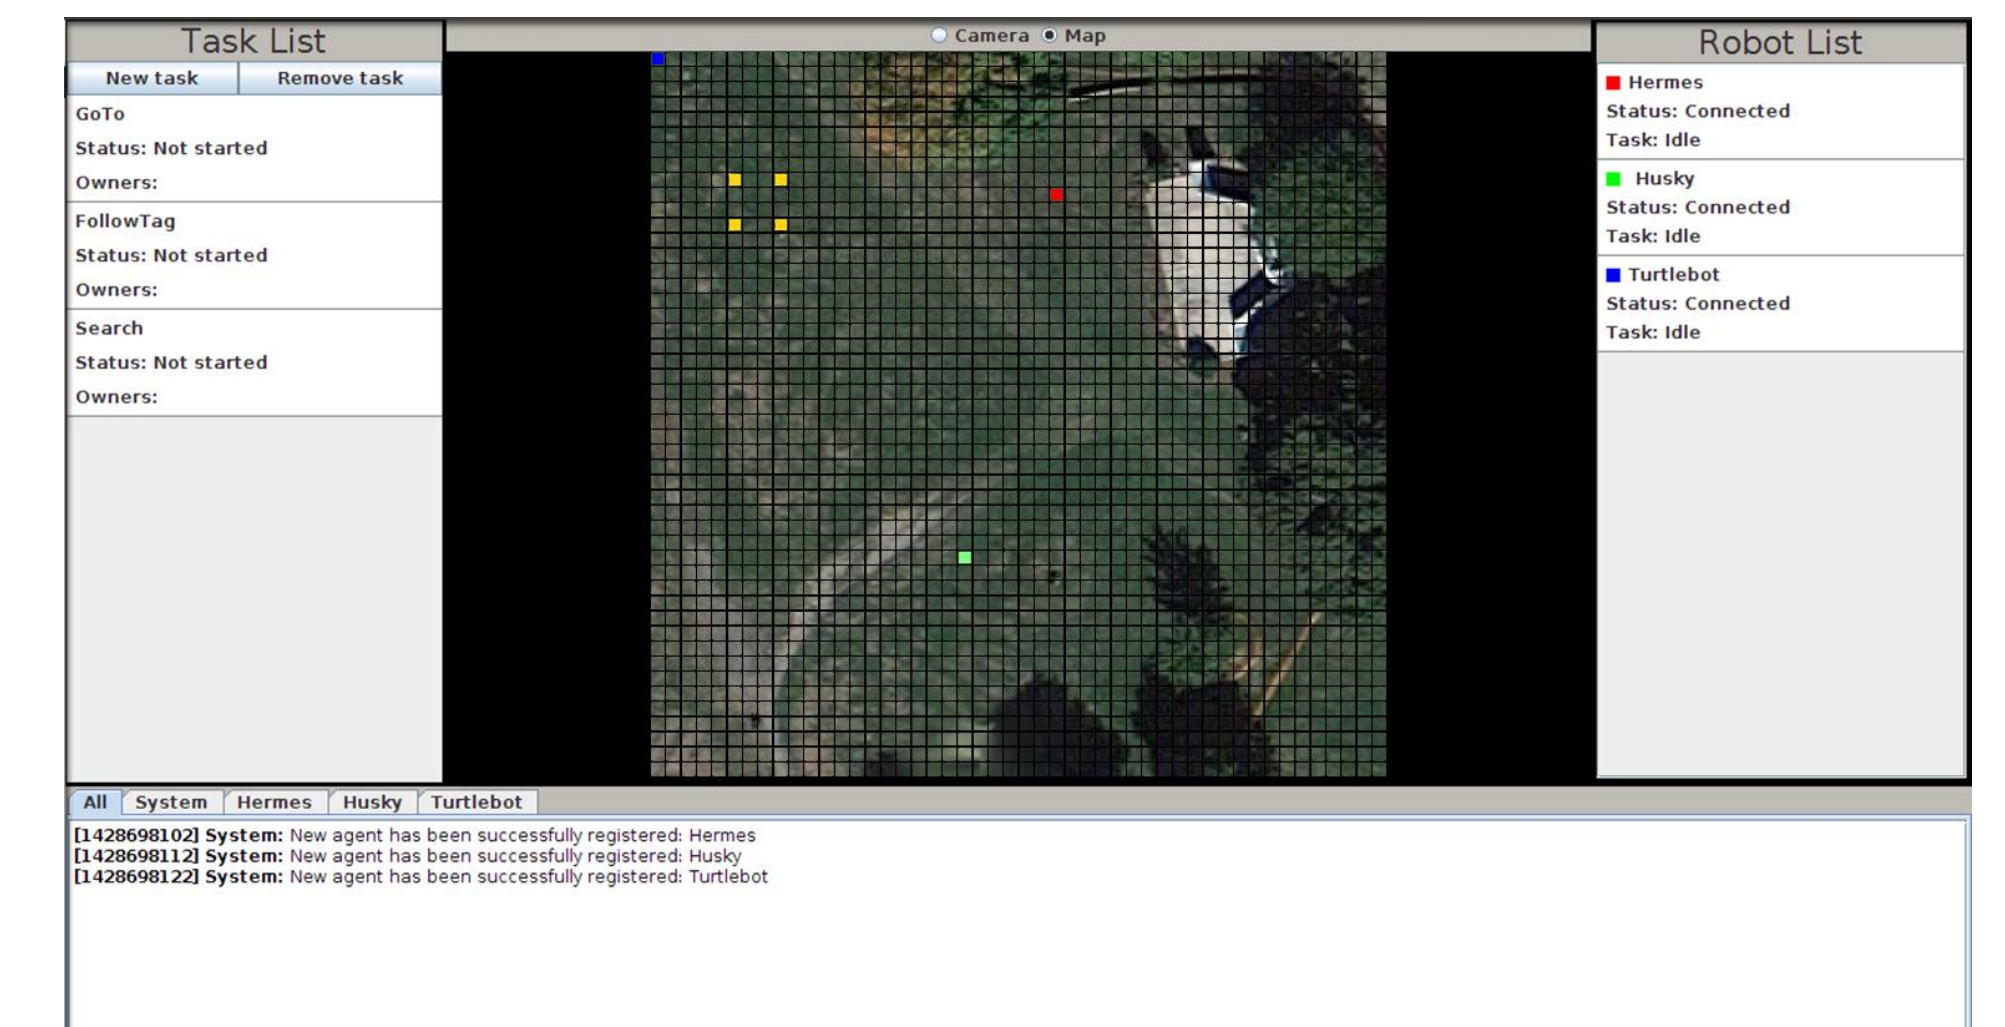 Task List
New task
Remove task
GoTo
Status: Not started
Owners:
FollowTag
Status: Not started
Owners:
Search
Status: Not started
Owners:
Camera
Map
Robot List
Hermes
Status: Connected
Task: Idle
Husky
Status: Connected
Task: Idle
Turtlebot
Status: Connected
Task: Idle
All
System
Hermes
Husky
Turtlebot
[1428698102] System: New agent has been successfully registered: Hermes
[1428698112] System: New agent has been successfully registered: Husky
[1428698122] System: New agent has been successfully registered: Turtlebot